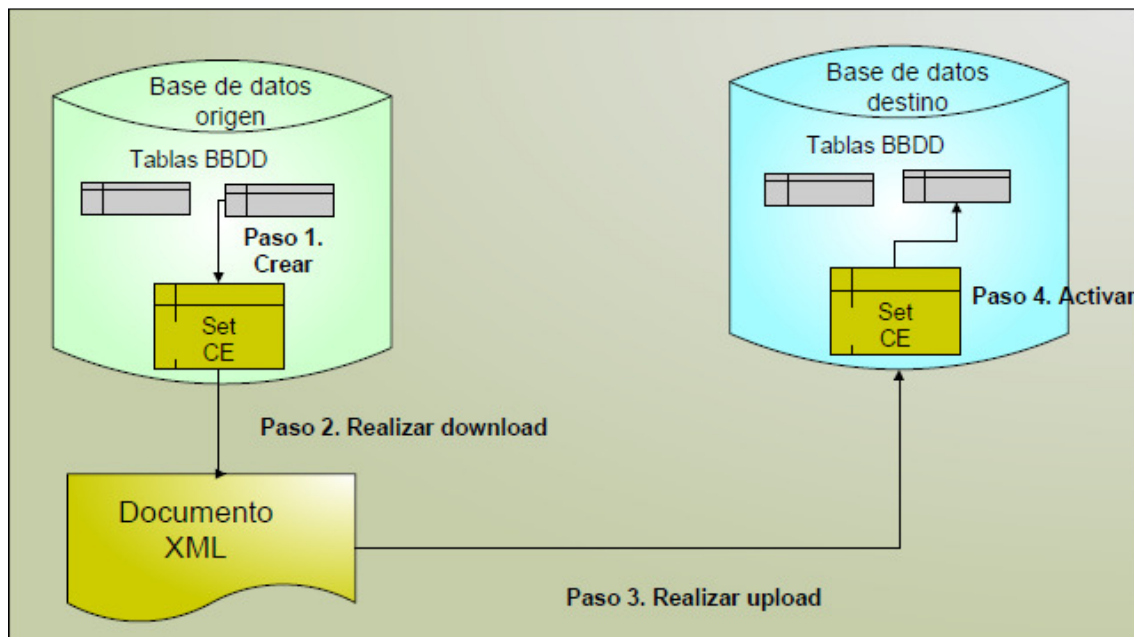 Base de datos
origen
Tablas BBDD
Paso 1.
Crear
Set
CE
Paso 2. Realizar download
Documento
XML
Paso 3. Realizar upload
Base de datos
destino
Tablas BBDD
Set
CE
Paso 4. Activar